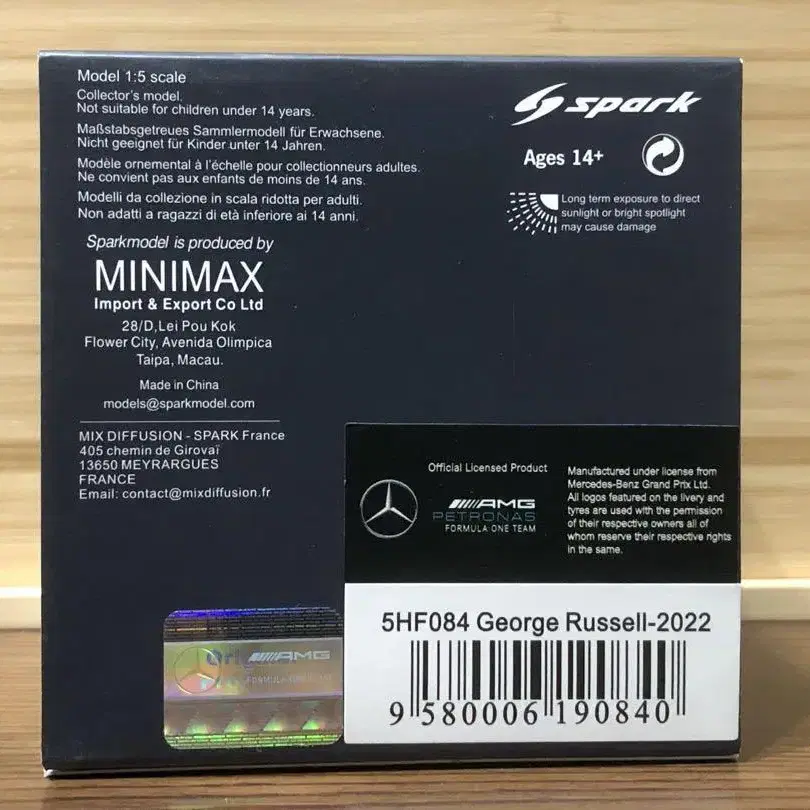 Model 1:5 scale
Collector's model.
Not suitable for children under 14 years.
Maßstabsgetreues Sammlermodell für Erwachsene.
Nicht geeignet für Kinder unter 14 Jahren.
Modèle ornemental à l'échelle pour collectionneurs adultes.
Ne convient pas aux enfants de moins de 14 ans.
Modelli da collezione in scala ridotta per adulti.
Non adatti a ragazzi di età inferiore ai 14 anni.
spark
Ages 14+
Long term exposure to direct
sunlight or bright spotlight
may cause damage
Sparkmodel is produced by
MINIMAX
Import & Export Co Ltd
28/D,Lei Pou Kok
Flower City, Avenida Olimpica
Taipa, Macau.
Made in China
models@sparkmodel.com
MIX DIFFUSION - SPARK France
405 chemin de Girovaï
13650 MEYRARGUES
FRANCE
Email: contact@mixdiffusion.fr
Official Licensed Product
AMG
PETRONAS
FORMULA ONE TEAM
Manufactured under license from
Mercedes-Benz Grand Prix Ltd.
All logos featured on the livery and
tyres are used with the permission
of their respective owners all of
whom reserve their respective rights
in the same.
AMG
5HF084 George Russell-2022
9 580006 190840